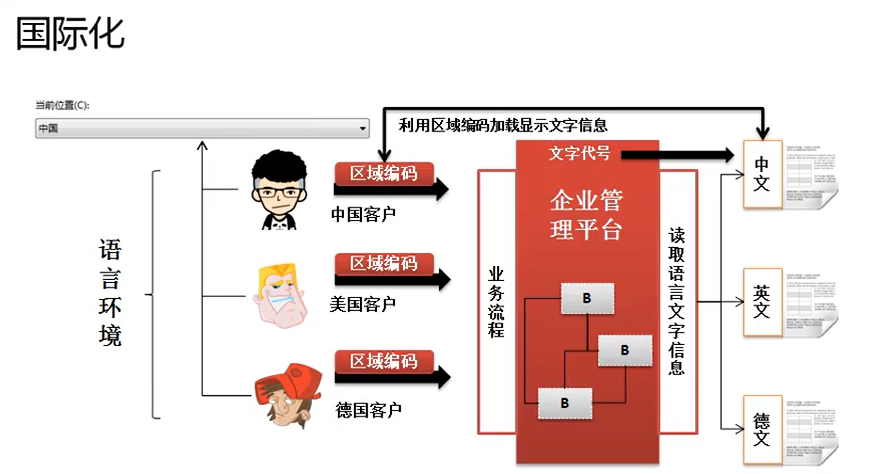 国际化
当前位置(C):
中国
利用区域编码加载显示文字信息
语言环境
区域编码
中国客户
区域编码
美国客户
区域编码
德国客户
业务流程
文字代号
企业管
理平台
B
B
B
读取语言文字信息
中文
英文
德文